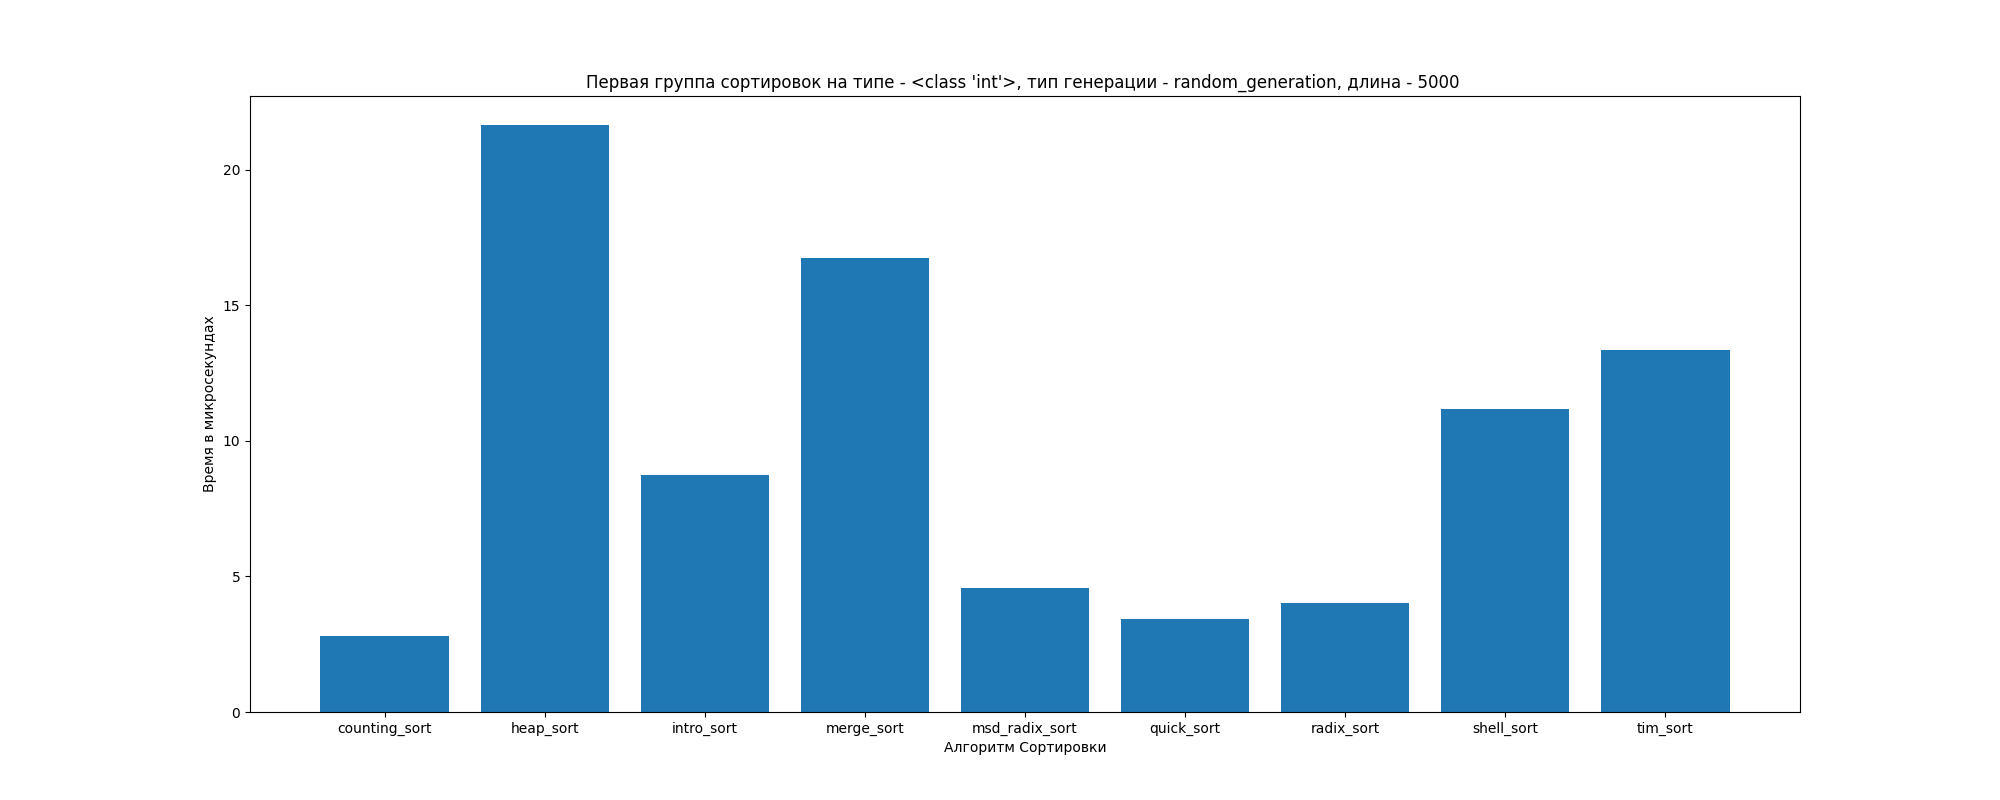 Первая группа сортировок на типе - <class 'int'>, тип генерации - random_generation, длина - 5000
Время в микросекундах
20
15
10
5
0
counting_sort heap_sort intro_sort merge_sort msd_radix_sort quick_sort radix_sort shell_sort tim_sort
Алгоритм Сортировки